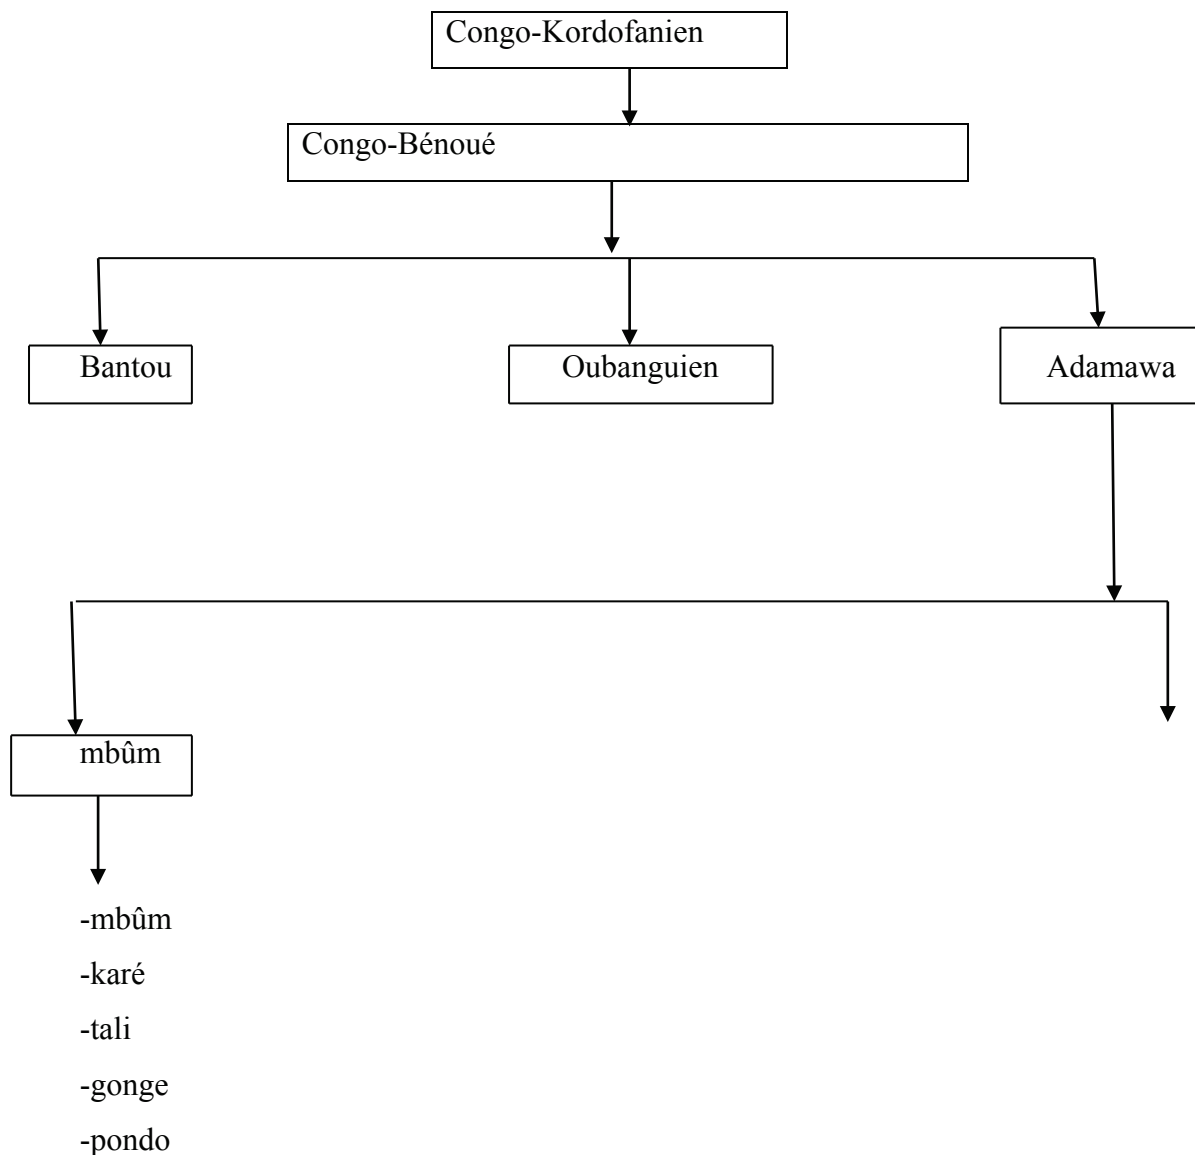 Congo-Kordofanien
Congo-Bénoué
Bantou
Oubanguien
Adamawa
mbûm
-mbûm
-karé
-tali
-gonge
-pondo